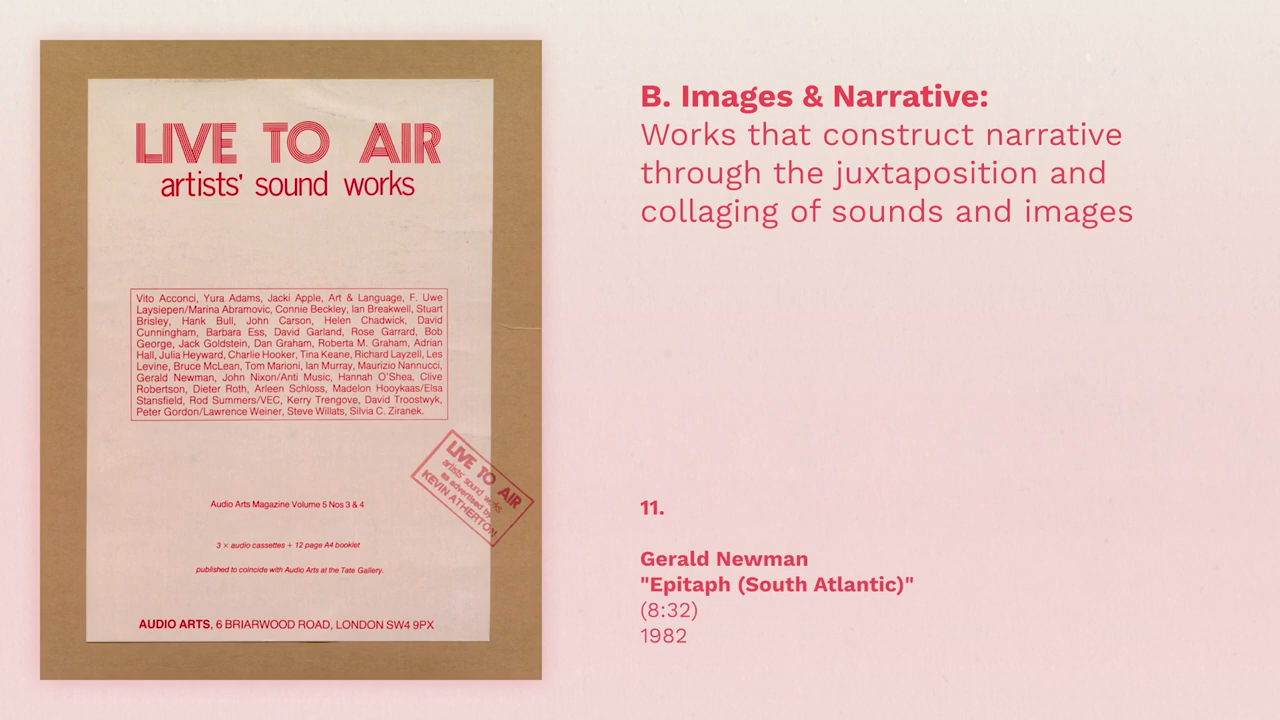 LIVE TO AIR
artists' sound works
Vito Acconci, Yura Adams, Jacki Apple, Art & Language, F. Uwe
Laysiepen/Marina Abramovic, Connie Beckley, Ian Breakwell, Stuart
Brisley, Hank Bull, John Carson, Helen Chadwick, David
Cunningham, Barbara Ess, David Garland, Rose Garrard, Bob
George, Jack Goldstein, Dan Graham, Roberta M. Graham, Adrian
Hall, Julia Heyward, Charlie Hooker, Tina Keane, Richard Layzell, Les
Levine, Bruce McLean, Tom Marioni, Ian Murray, Maurizio Nannucci,
Gerald Newman, John Nixon/Anti Music, Hannah O'Shea, Clive
Robertson, Dieter Roth, Arleen Schloss, Madelon Hooykaas/Elsa
Stansfield, Rod Summers/VEC, Kerry Trengove, David Troostwyk,
Peter Gordon/Lawrence Weiner, Steve Willats, Silvia C. Ziranek.
LIVE TO AIR
artists' sound works
as advertised by
KEVIN ATHERTON
Audio Arts Magazine Volume 5 Nos 3 & 4
3 × audio cassettes + 12 page A4 booklet
published to coincide with Audio Arts at the Tate Gallery.
AUDIO ARTS, 6 BRIARWOOD ROAD, LONDON SW4 9PX
B. Images & Narrative:
Works that construct narrative
through the juxtaposition and
collaging of sounds and images
11.
Gerald Newman
"Epitaph (South Atlantic)"
(8:32)
1982